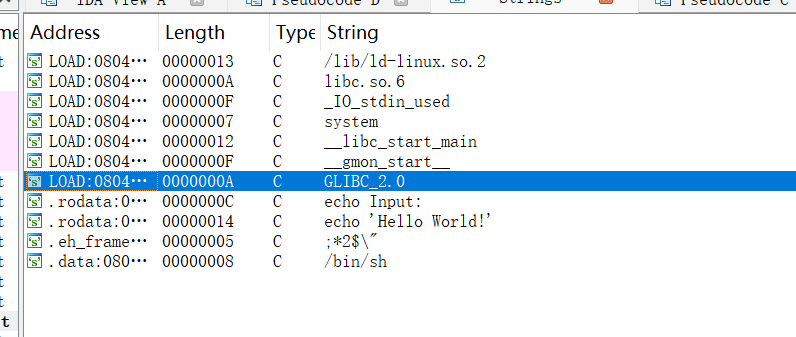 IDA View A Pseudocode D Strings Pseudocode C
Address Length Type String
LOAD:0804… 00000013 C /lib/ld-linux.so.2
LOAD:0804… 0000000A C libc.so.6
LOAD:0804… 0000000F C _IO_stdin_used
LOAD:0804… 00000007 C system
LOAD:0804… 00000012 C __libc_start_main
LOAD:0804… 0000000F C __gmon_start__
LOAD:0804… 0000000A C GLIBC_2.0
.rodata:0… 0000000C C echo Input:
.rodata:0… 00000014 C echo 'Hello World!'
.eh_frame… 00000005 C ;*2$\"
.data:080… 00000008 C /bin/sh